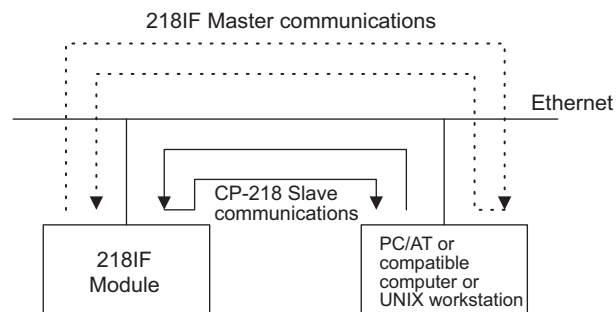 218IF Master communications
Ethernet
CP-218 Slave
communications
218IF
Module
PC/AT or
compatible
computer or
UNIX workstation